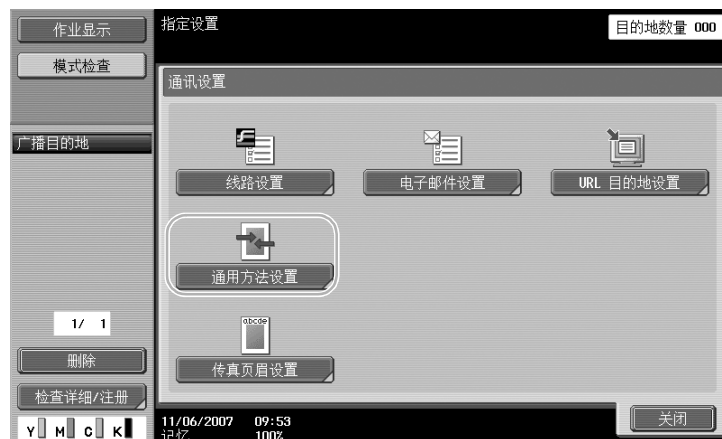 作业显示
指定设置
目的地数量 000
模式检查
通讯设置
广播目的地
线路设置
电子邮件设置
URL 目的地设置
通用方法设置
abcde
传真页眉设置
1/ 1
删除
检查详细/注册
关闭
Y M C K
11/06/2007 09:53
记忆 100%